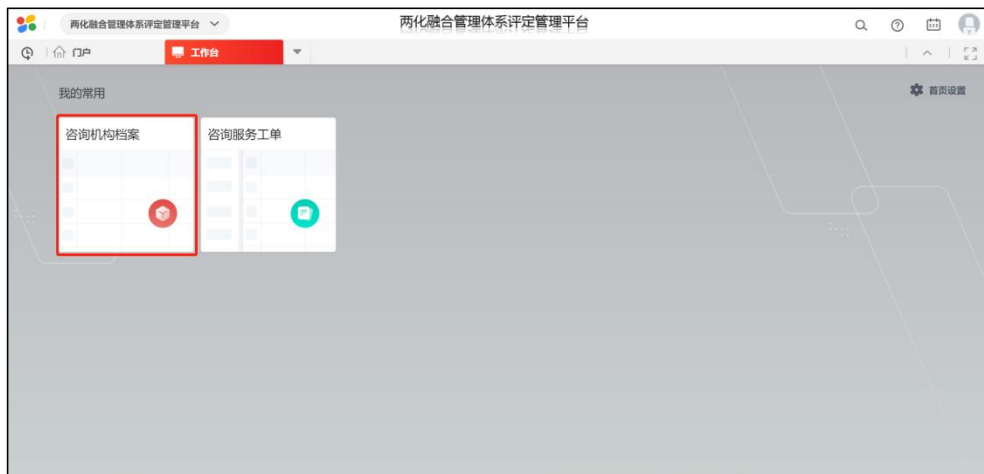 两化融合管理体系评定管理平台
两化融合管理体系评定管理平台
门户
工作台
首页设置
我的常用
咨询机构档案
咨询服务工单